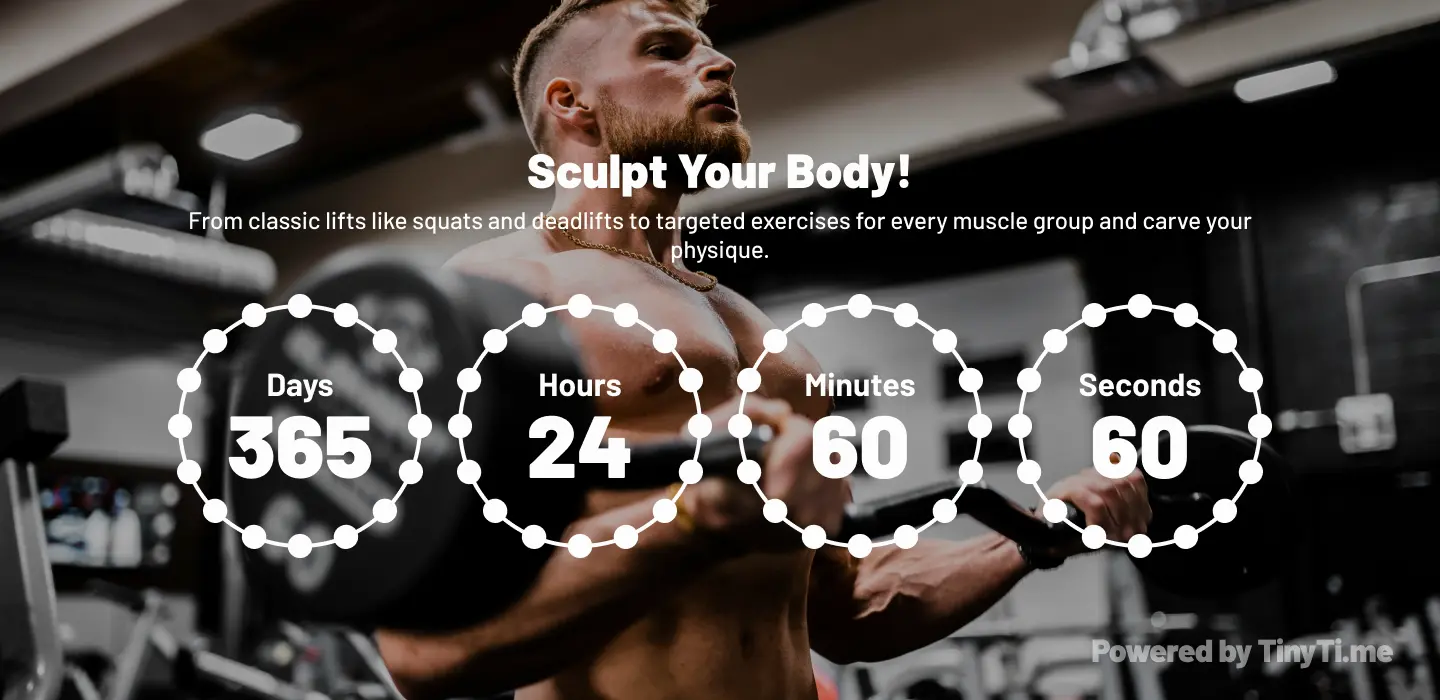 Sculpt Your Body!
From classic lifts like squats and deadlifts to targeted exercises for every muscle group and carve your
physique.
Days
365
Hours
24
Minutes
60
Seconds
60
Powered by TinyTi.me